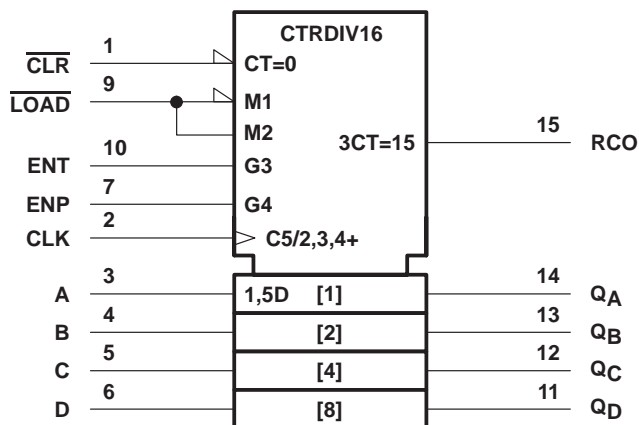 CTRDIV16
CLR 1 CT=0
LOAD 9 M1
M2
3CT=15 15 RCO
ENT 10 G3
ENP 7 G4
CLK 2 C5/2,3,4+
A 3 1,5D [1] 14 QA
B 4 [2] 13 QB
C 5 [4] 12 QC
D 6 [8] 11 QD